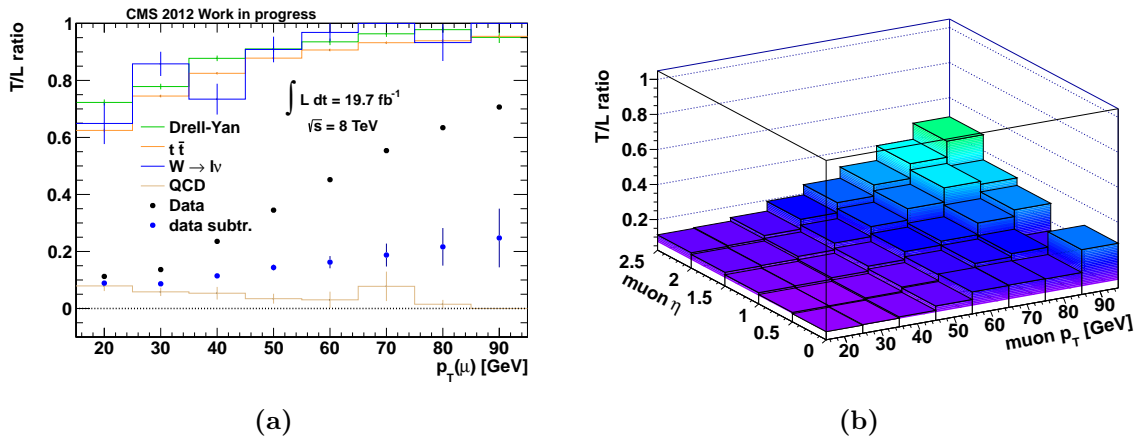 CMS 2012 Work in progress
T/L ratio
1
0.8
0.6
0.4
0.2
0
∫ L dt = 19.7 fb⁻¹
√s = 8 TeV
Drell-Yan
t t̄
W → lν
QCD
Data
data subtr.
20 30 40 50 60 70 80 90
p_T(μ) [GeV]
(a)
T/L ratio
1
0.8
0.6
0.4
0.2
2.5
2
1.5
1
0.5
0
muon η
20 30 40 50 60 70 80 90
muon p_T [GeV]
(b)